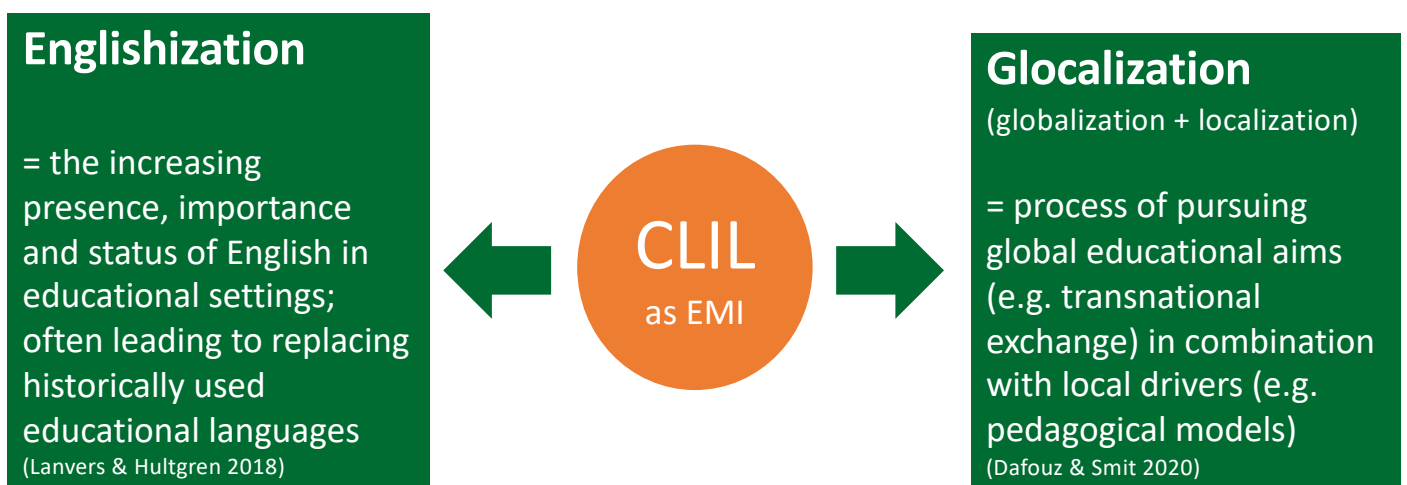 Englishization
= the increasing
presence, importance
and status of English in
educational settings;
often leading to replacing
historically used
educational languages
(Lanvers & Hultgren 2018)
CLIL
as EMI
Glocalization
(globalization + localization)
= process of pursuing
global educational aims
(e.g. transnational
exchange) in combination
with local drivers (e.g.
pedagogical models)
(Dafouz & Smit 2020)